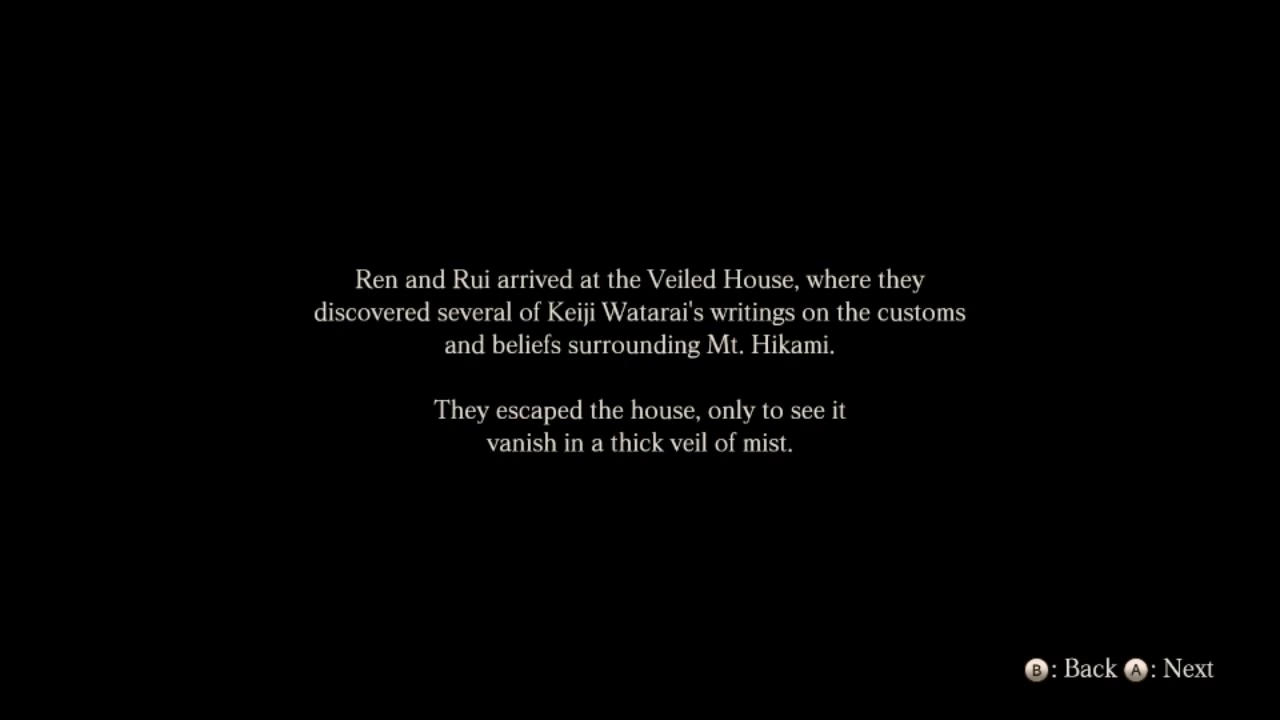 Ren and Rui arrived at the Veiled House, where they
discovered several of Keiji Watarai's writings on the customs
and beliefs surrounding Mt. Hikami.
They escaped the house, only to see it
vanish in a thick veil of mist.
B: Back A: Next